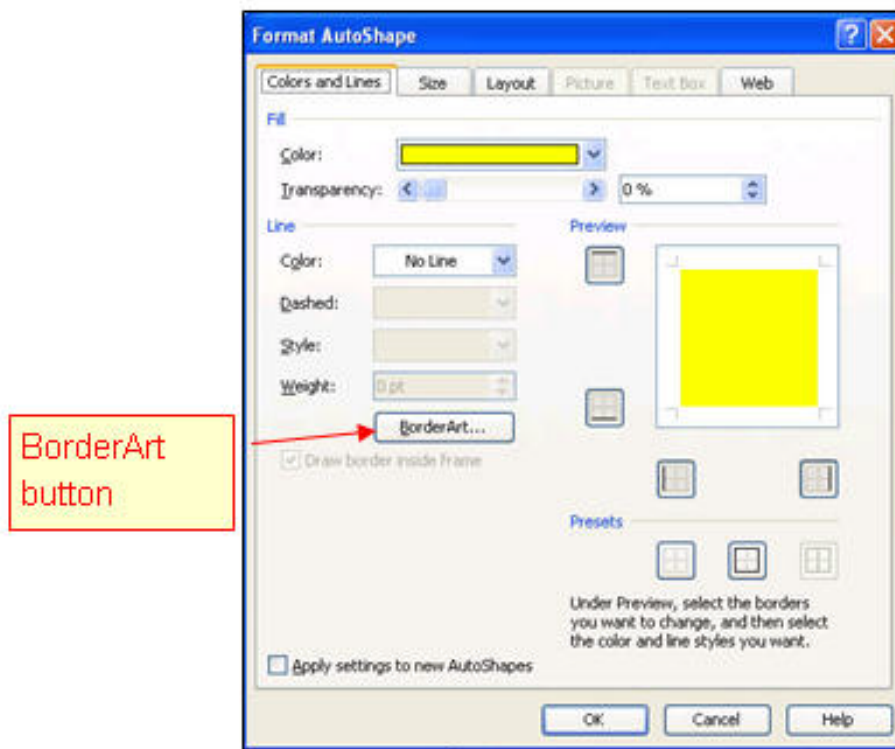 Format AutoShape
Colors and Lines Size Layout Picture Text Box Web
Fill
Color:
Transparency: 0 %
Line Preview
Color: No Line
Dashed:
Style:
Weight: 0 pt
BorderArt...
BorderArt
button
Draw border inside frame
Presets
Under Preview, select the borders
you want to change, and then select
the color and line styles you want.
Apply settings to new AutoShapes
OK Cancel Help